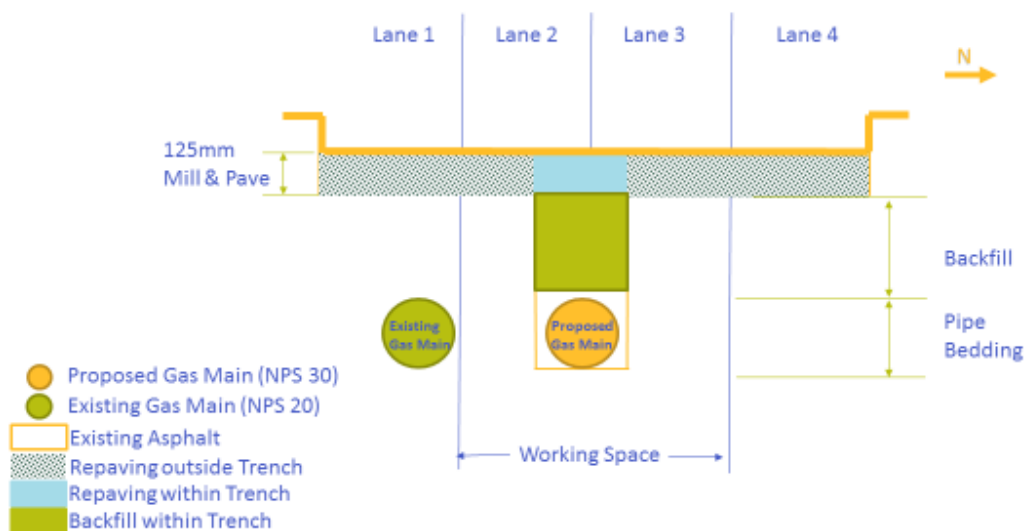 Lane 1
Lane 2
Lane 3
Lane 4
N
125mm
Mill & Pave
Backfill
Existing
Gas Main
Proposed
Gas Main
Pipe
Bedding
Proposed Gas Main (NPS 30)
Existing Gas Main (NPS 20)
Existing Asphalt
Working Space
Repaving outside Trench
Repaving within Trench
Backfill within Trench